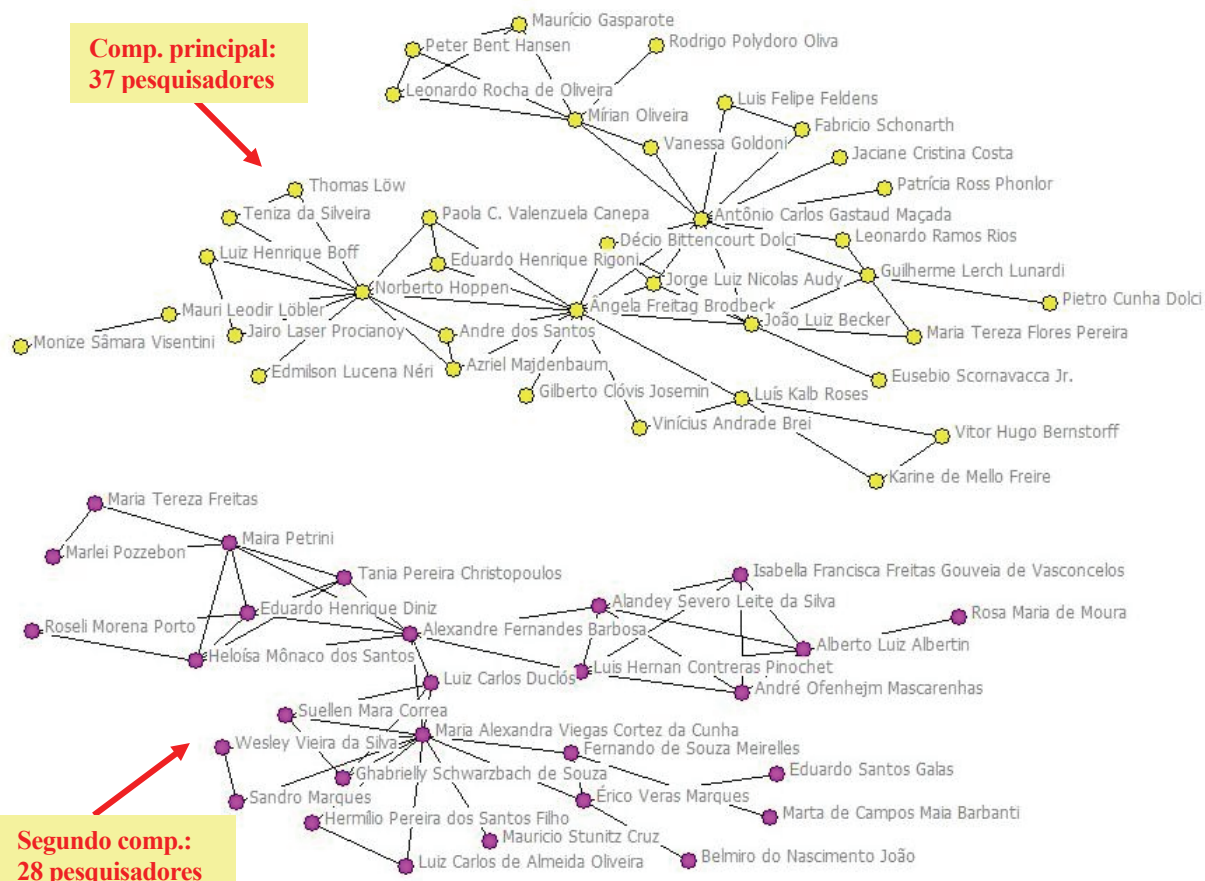 Comp. principal:
37 pesquisadores
Maurício Gasparote
Peter Bent Hansen
Rodrigo Polydoro Oliva
Leonardo Rocha de Oliveira
Luis Felipe Feldens
Mírian Oliveira
Fabricio Schonarth
Vanessa Goldoni
Jaciane Cristina Costa
Thomas Löw
Patrícia Ross Phonlor
Teniza da Silveira
Paola C. Valenzuela Canepa
Antônio Carlos Gastaud Maçada
Décio Bittencourt Dolci
Leonardo Ramos Rios
Luiz Henrique Boff
Eduardo Henrique Rigoni
Jorge Luiz Nicolas Audy
Guilherme Lerch Lunardi
Norberto Hoppen
Ângela Freitag Brodbeck
Pietro Cunha Dolci
Mauri Leodir Löbler
João Luiz Becker
Jairo Laser Procianoy
Andre dos Santos
Maria Tereza Flores Pereira
Monize Sâmara Visentini
Azriel Majdenbaum
Edmilson Lucena Néri
Eusebio Scornavacca Jr.
Gilberto Clóvis Josemin
Luís Kalb Roses
Vinícius Andrade Brei
Vitor Hugo Bernstorff
Karine de Mello Freire
Maria Tereza Freitas
Maira Petrini
Marlei Pozzebon
Isabella Francisca Freitas Gouveia de Vasconcelos
Tania Pereira Christopoulos
Alandey Severo Leite da Silva
Eduardo Henrique Diniz
Rosa Maria de Moura
Roseli Morena Porto
Alexandre Fernandes Barbosa
Alberto Luiz Albertin
Heloísa Mônaco dos Santos
Luis Hernan Contreras Pinochet
Luiz Carlos Duclós
André Ofenhejm Mascarenhas
Suellen Mara Correa
Maria Alexandra Viegas Cortez da Cunha
Wesley Vieira da Silva
Fernando de Souza Meirelles
Ghabrielly Schwarzbach de Souza
Eduardo Santos Galas
Sandro Marques
Érico Veras Marques
Marta de Campos Maia Barbanti
Hermílio Pereira dos Santos Filho
Mauricio Stunitz Cruz
Segundo comp.:
28 pesquisadores
Luiz Carlos de Almeida Oliveira
Belmiro do Nascimento João